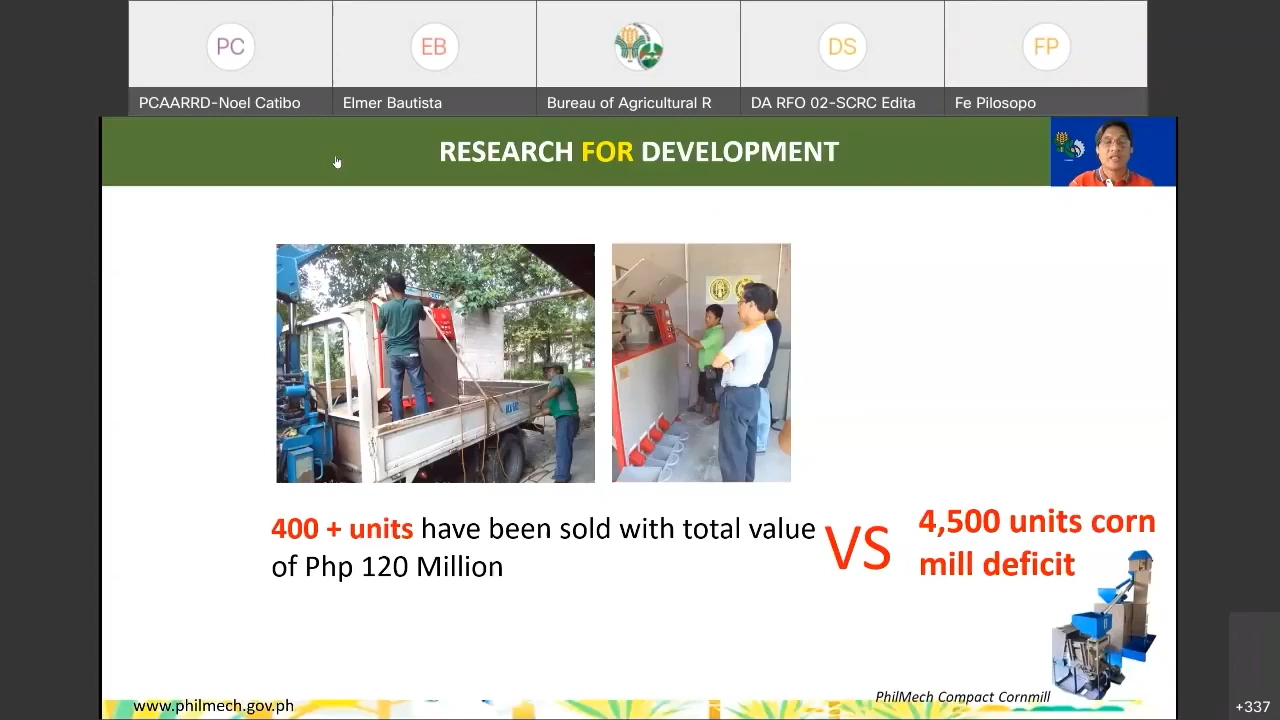 PC
EB
DS
FP
PCAARRD-Noel Catibo
Elmer Bautista
Bureau of Agricultural R
DA RFO 02-SCRC Edita
Fe Pilosopo
RESEARCH FOR DEVELOPMENT
400 + units have been sold with total value
of Php 120 Million
VS
4,500 units corn
mill deficit
PhilMech Compact Cornmill
www.philmech.gov.ph
+337